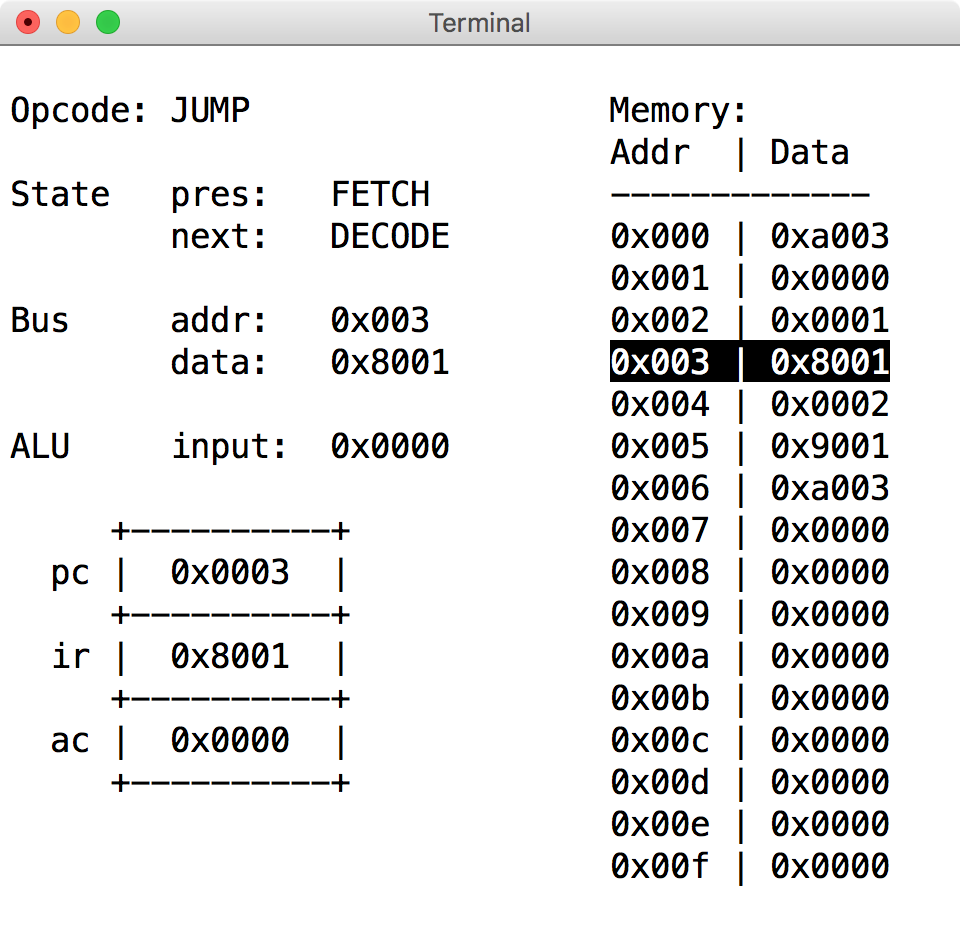 Terminal
Opcode: JUMP
State pres: FETCH
next: DECODE
Bus addr: 0x003
data: 0x8001
ALU input: 0x0000
+----------+
pc | 0x0003 |
+----------+
ir | 0x8001 |
+----------+
ac | 0x0000 |
+----------+
Memory:
Addr | Data
-------------
0x000 | 0xa003
0x001 | 0x0000
0x002 | 0x0001
0x003 | 0x8001
0x004 | 0x0002
0x005 | 0x9001
0x006 | 0xa003
0x007 | 0x0000
0x008 | 0x0000
0x009 | 0x0000
0x00a | 0x0000
0x00b | 0x0000
0x00c | 0x0000
0x00d | 0x0000
0x00e | 0x0000
0x00f | 0x0000